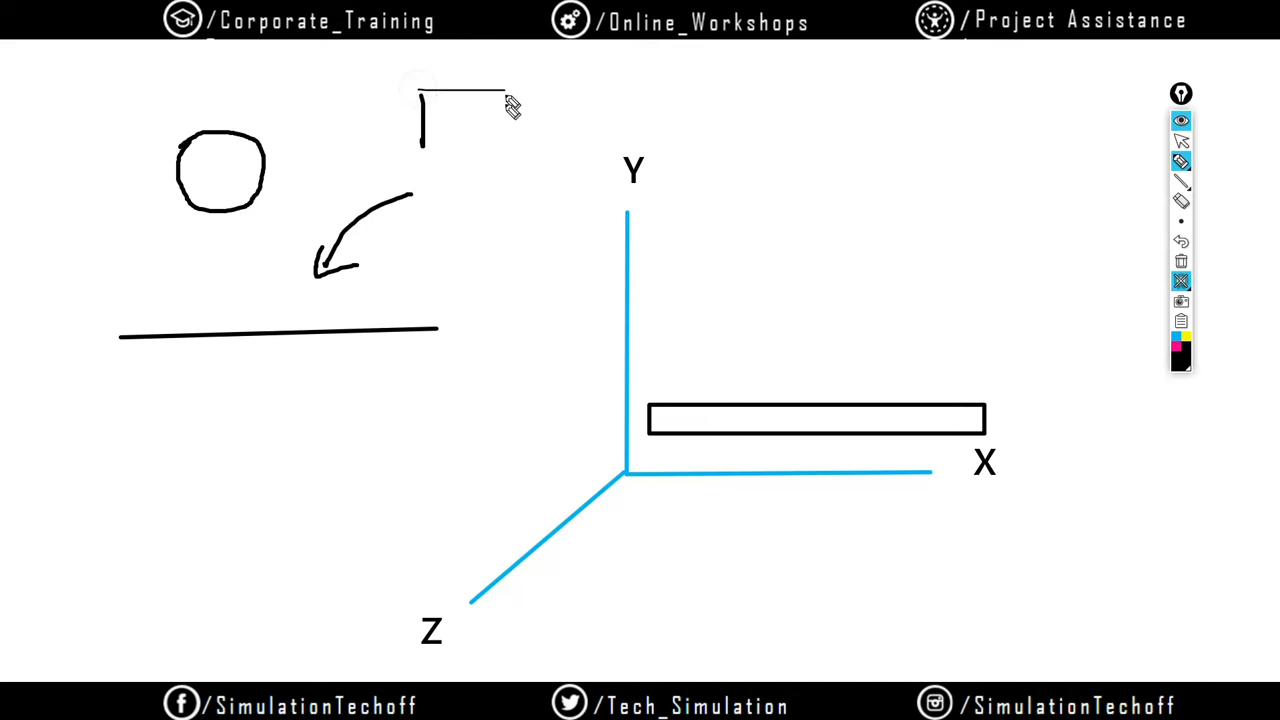 /Corporate_Training
/Online_Workshops
/Project Assistance
Y
X
Z
/SimulationTechoff
/Tech_Simulation
/SimulationTechoff